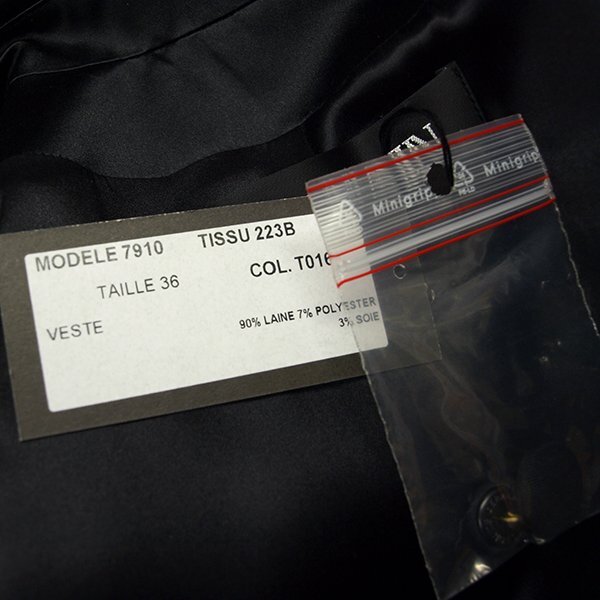 MODELE 7910 TISSU 223B
TAILLE 36 COL. T016
VESTE 90% LAINE 7% POLYESTER
3% SOIE
Minigrip Minigrip